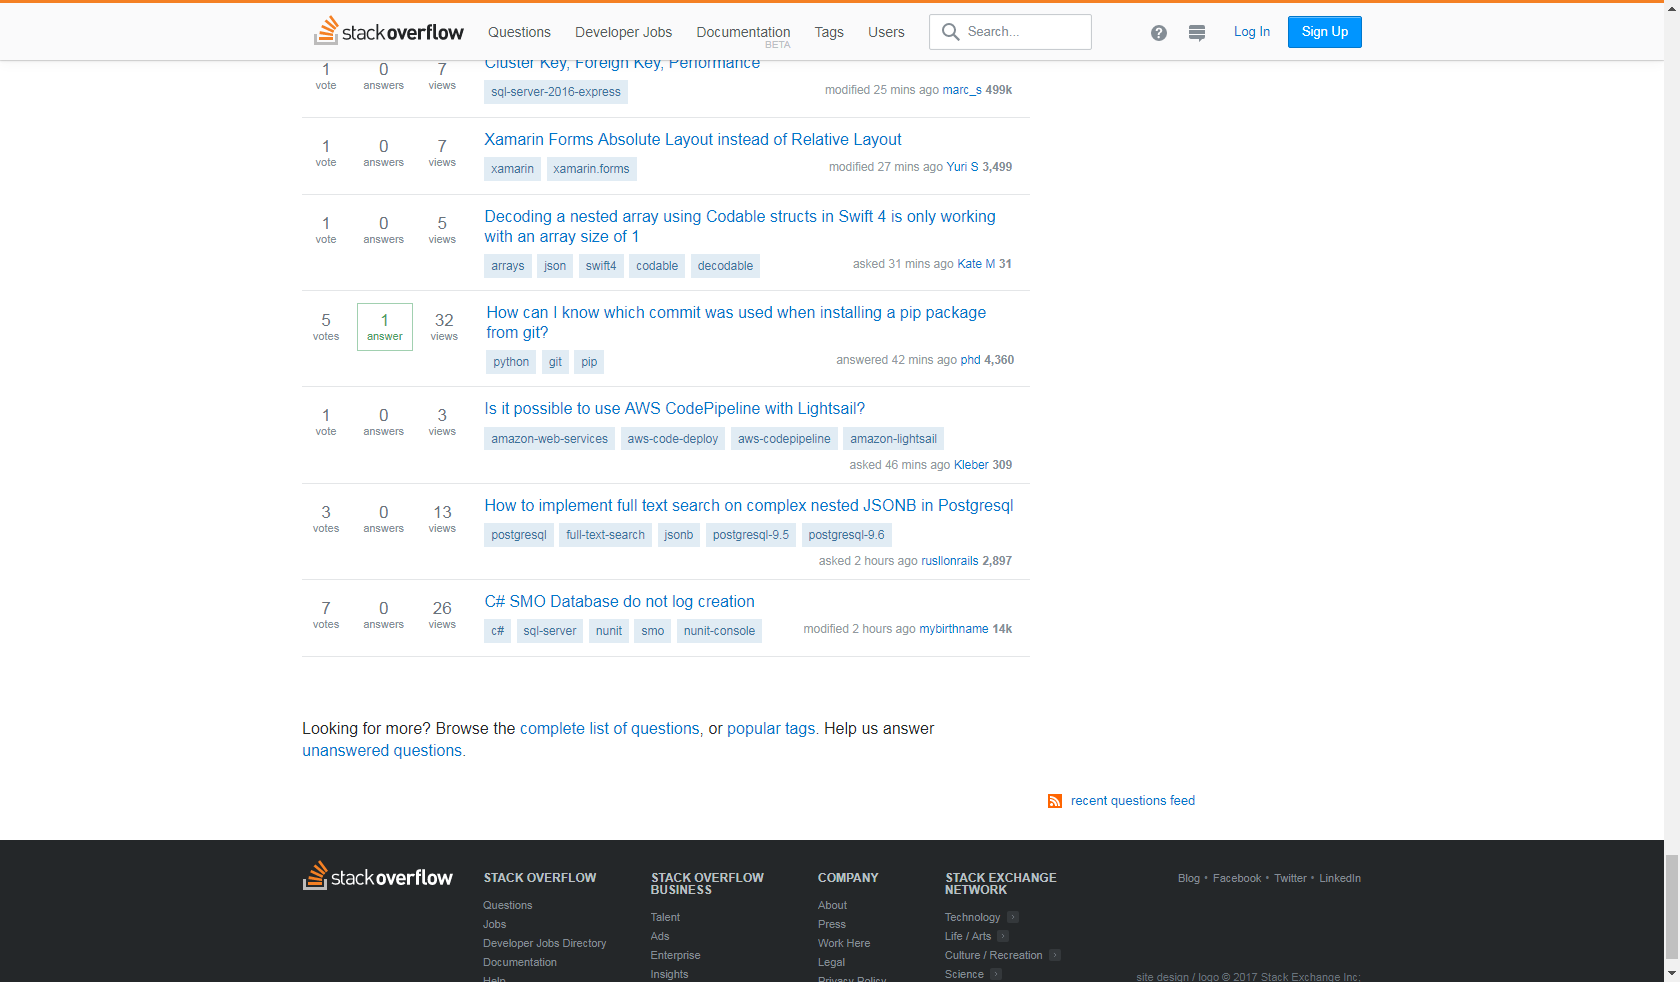 stackoverflow Questions Developer Jobs Documentation Tags Users Search... Log In Sign Up
BETA
Cluster Key, Foreign Key, Performance
1 0 7
vote answers views
sql-server-2016-express modified 25 mins ago marc_s 499k
Xamarin Forms Absolute Layout instead of Relative Layout
1 0 7
vote answers views
xamarin xamarin.forms modified 27 mins ago Yuri S 3,499
Decoding a nested array using Codable structs in Swift 4 is only working
with an array size of 1
1 0 5
vote answers views
arrays json swift4 codable decodable asked 31 mins ago Kate M 31
How can I know which commit was used when installing a pip package
from git?
5 1 32
votes answer views
python git pip answered 42 mins ago phd 4,360
Is it possible to use AWS CodePipeline with Lightsail?
1 0 3
vote answers views
amazon-web-services aws-code-deploy aws-codepipeline amazon-lightsail
asked 46 mins ago Kleber 309
How to implement full text search on complex nested JSONB in Postgresql
3 0 13
votes answers views
postgresql full-text-search jsonb postgresql-9.5 postgresql-9.6
asked 2 hours ago rusllonrails 2,897
C# SMO Database do not log creation
7 0 26
votes answers views
c# sql-server nunit smo nunit-console modified 2 hours ago mybirthname 14k
Looking for more? Browse the complete list of questions, or popular tags. Help us answer
unanswered questions.
recent questions feed
stackoverflow
STACK OVERFLOW
Questions
Jobs
Developer Jobs Directory
Documentation
Help
STACK OVERFLOW
BUSINESS
Talent
Ads
Enterprise
Insights
COMPANY
About
Press
Work Here
Legal
Privacy Policy
STACK EXCHANGE
NETWORK
Technology
Life / Arts
Culture / Recreation
Science
Blog • Facebook • Twitter • LinkedIn
site design / logo © 2017 Stack Exchange Inc;